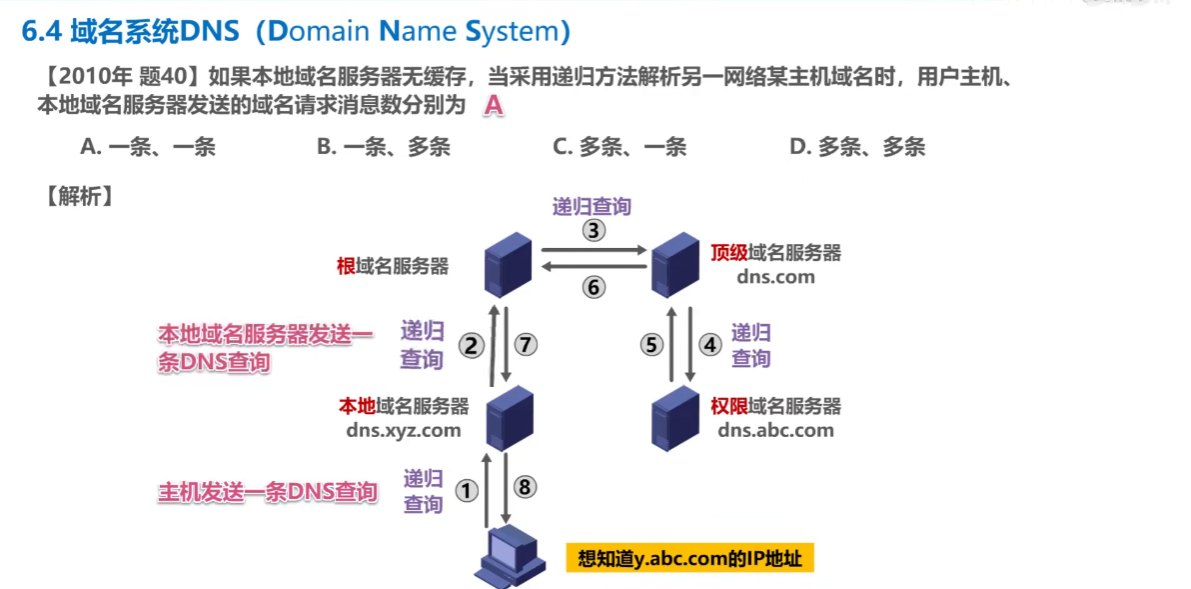 6.4 域名系统DNS（Domain Name System）
【2010年 题40】如果本地域名服务器无缓存，当采用递归方法解析另一网络某主机域名时，用户主机、
本地域名服务器发送的域名请求消息数分别为 A
A. 一条、一条 B. 一条、多条 C. 多条、一条 D. 多条、多条
【解析】
递归查询
③
根域名服务器
顶级域名服务器
dns.com
⑥
本地域名服务器发送一
条DNS查询
递归
查询
②
⑦
⑤
④
递归
查询
本地域名服务器
dns.xyz.com
权限域名服务器
dns.abc.com
主机发送一条DNS查询
递归
查询
①
⑧
想知道y.abc.com的IP地址